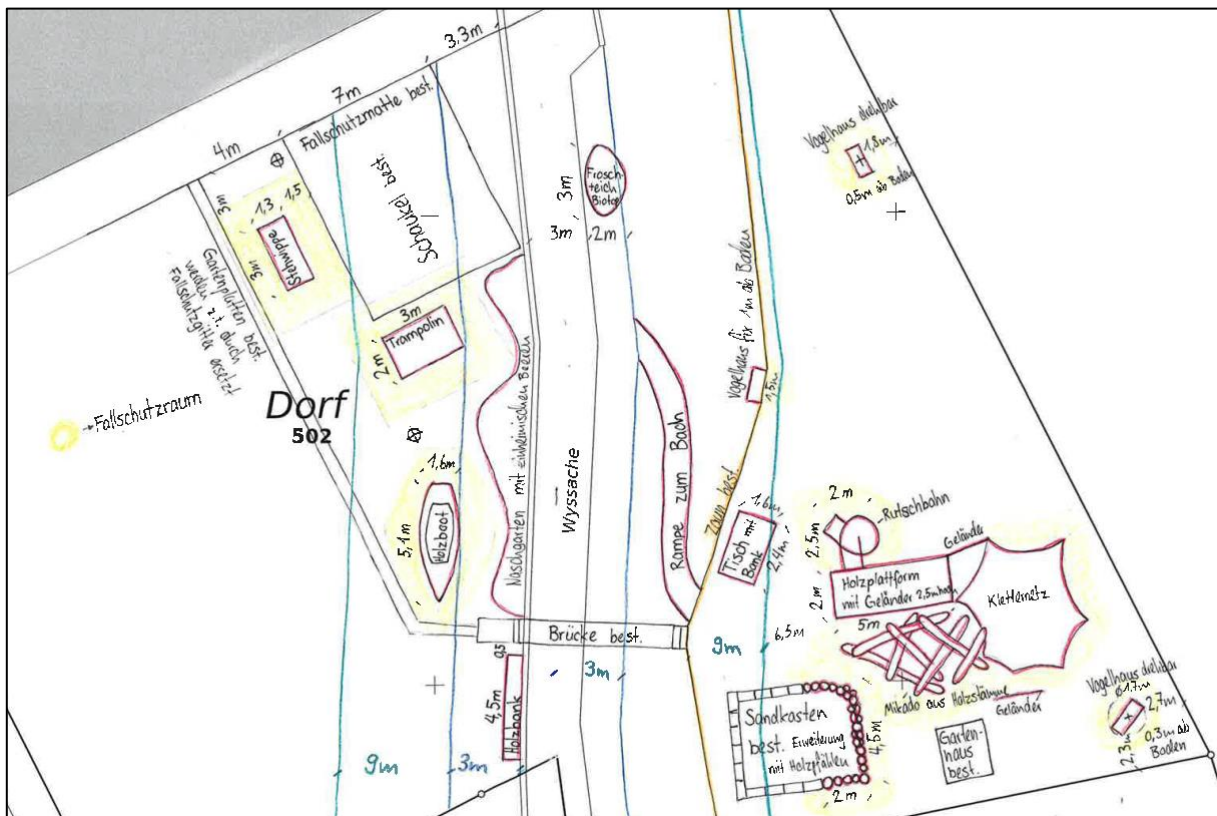 3,3m
7m
4m
Fallschutzmatte best.
Schaukel best.
3m
1,3
1,5
Stehwippe
3m
Gartenplatten best.
werden z.t. durch
Fallschutzgitter ersetzt
3m
Trampolin
2m
→Fallschutzraum
Dorf
502
1,6m
5,1m
Holzboot
Naschgarten mit einheimischen Beeren
Wyssache
Frosch-
teich
Biotop
3m
3m
2m
Rampe zum Bach
Zaun best.
Vogelhaus fix 1m ab Boden
1,5m
Vogelhaus drehbar
1,8m
0,5m ab Boden
1,6m
Tisch mit
Bank
2,4m
2m
Rutschbahn
2,5m
Geländer
2m
Holzplattform
mit Geländer 2,5m hoch
Kletternetz
5m
6,5m
Brücke best.
9m
3m
0,5
4,5m
Holzbank
9m
3m
Mikado aus Holzstämme
Geländer
Sandkasten
best. Erweiterung
mit Holzpfählen
4,5m
2m
Garten-
haus
best.
Vogelhaus drehbar
ø1,7m
2,7m
0,3m ab
Boden
2,3m